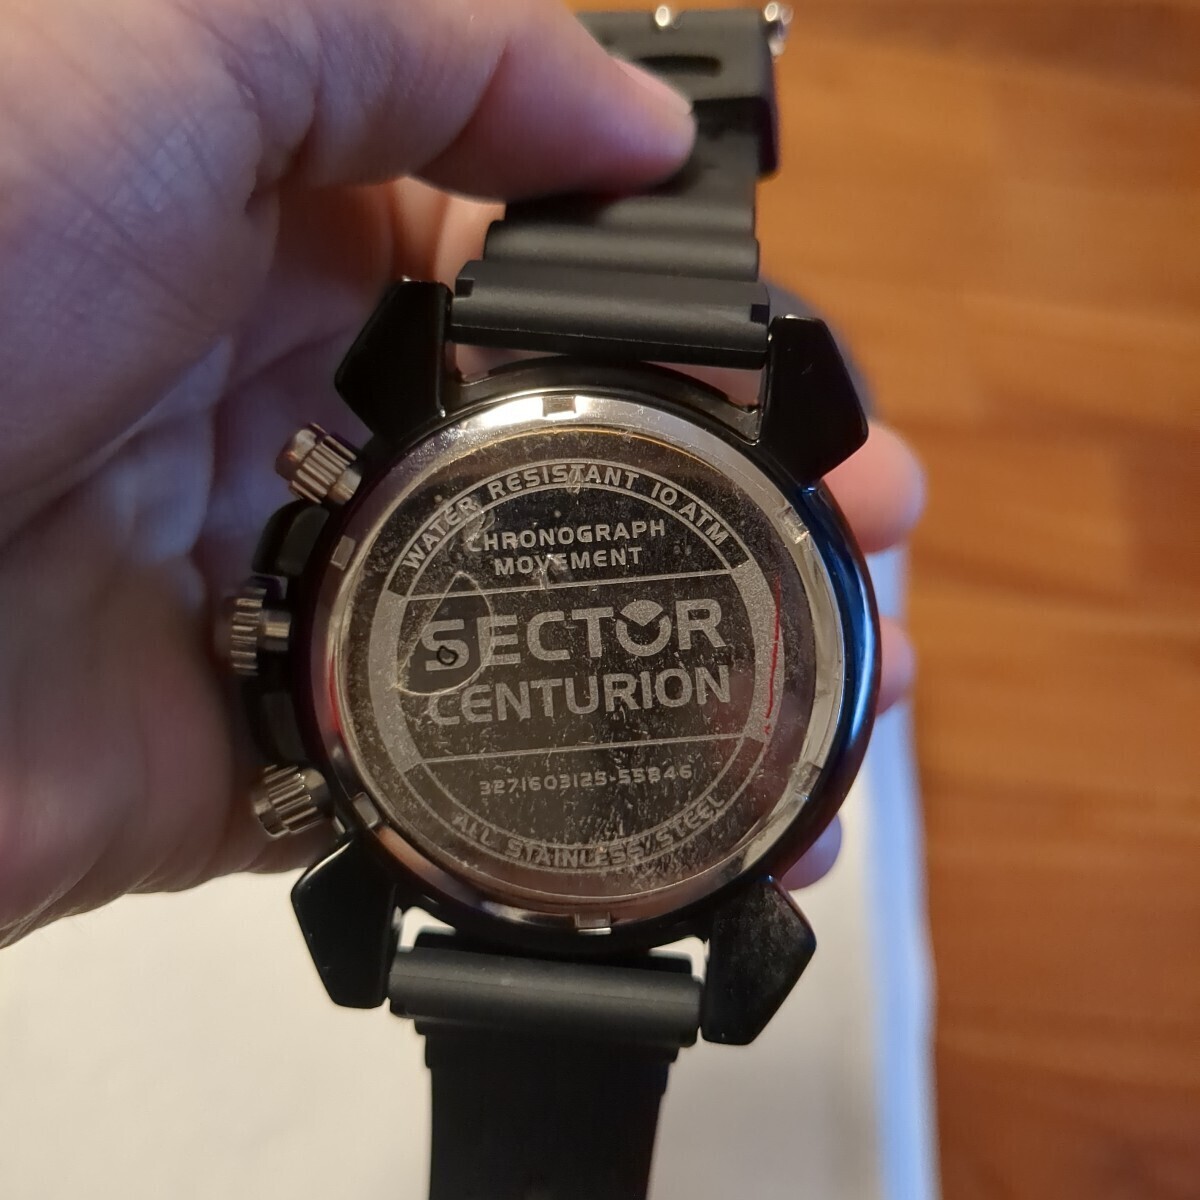 WATER RESISTANT 10 ATM
CHRONOGRAPH
MOVEMENT
SECTOR
CENTURION
3271603125-55846
ALL STAINLESS STEEL